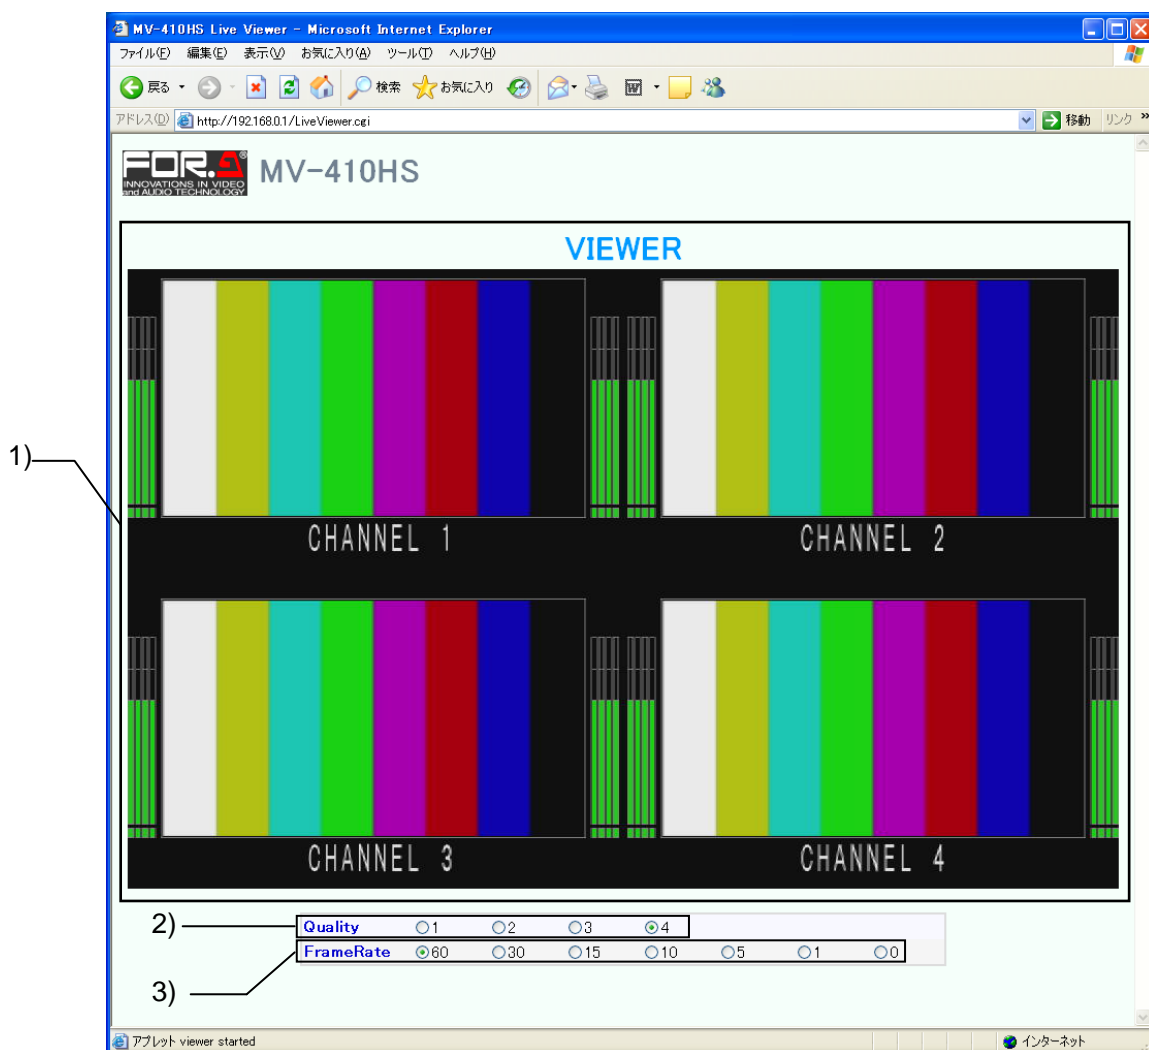 MV-410HS Live Viewer - Microsoft Internet Explorer
ファイル(F) 編集(E) 表示(V) お気に入り(A) ツール(T) ヘルプ(H)
戻る 検索 お気に入り
アドレス(D) http://192.168.0.1/LiveViewer.cgi 移動 リンク »
FOR.A® MV-410HS
INNOVATIONS IN VIDEO
and AUDIO TECHNOLOGY
VIEWER
1)
CHANNEL 1 CHANNEL 2
CHANNEL 3 CHANNEL 4
2) Quality 1 2 3 4
FrameRate 60 30 15 10 5 1 0
3)
アプレット viewer started インターネット